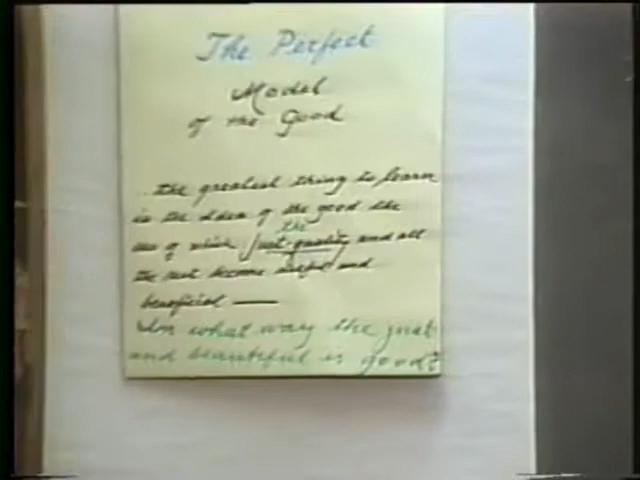 The Perfect
Model
of the Good
..the greatest thing to learn
is the idea of the good the
use of which just quality and all
the
the rest become useful and
beneficial —
In what way the just
and beautiful is good?